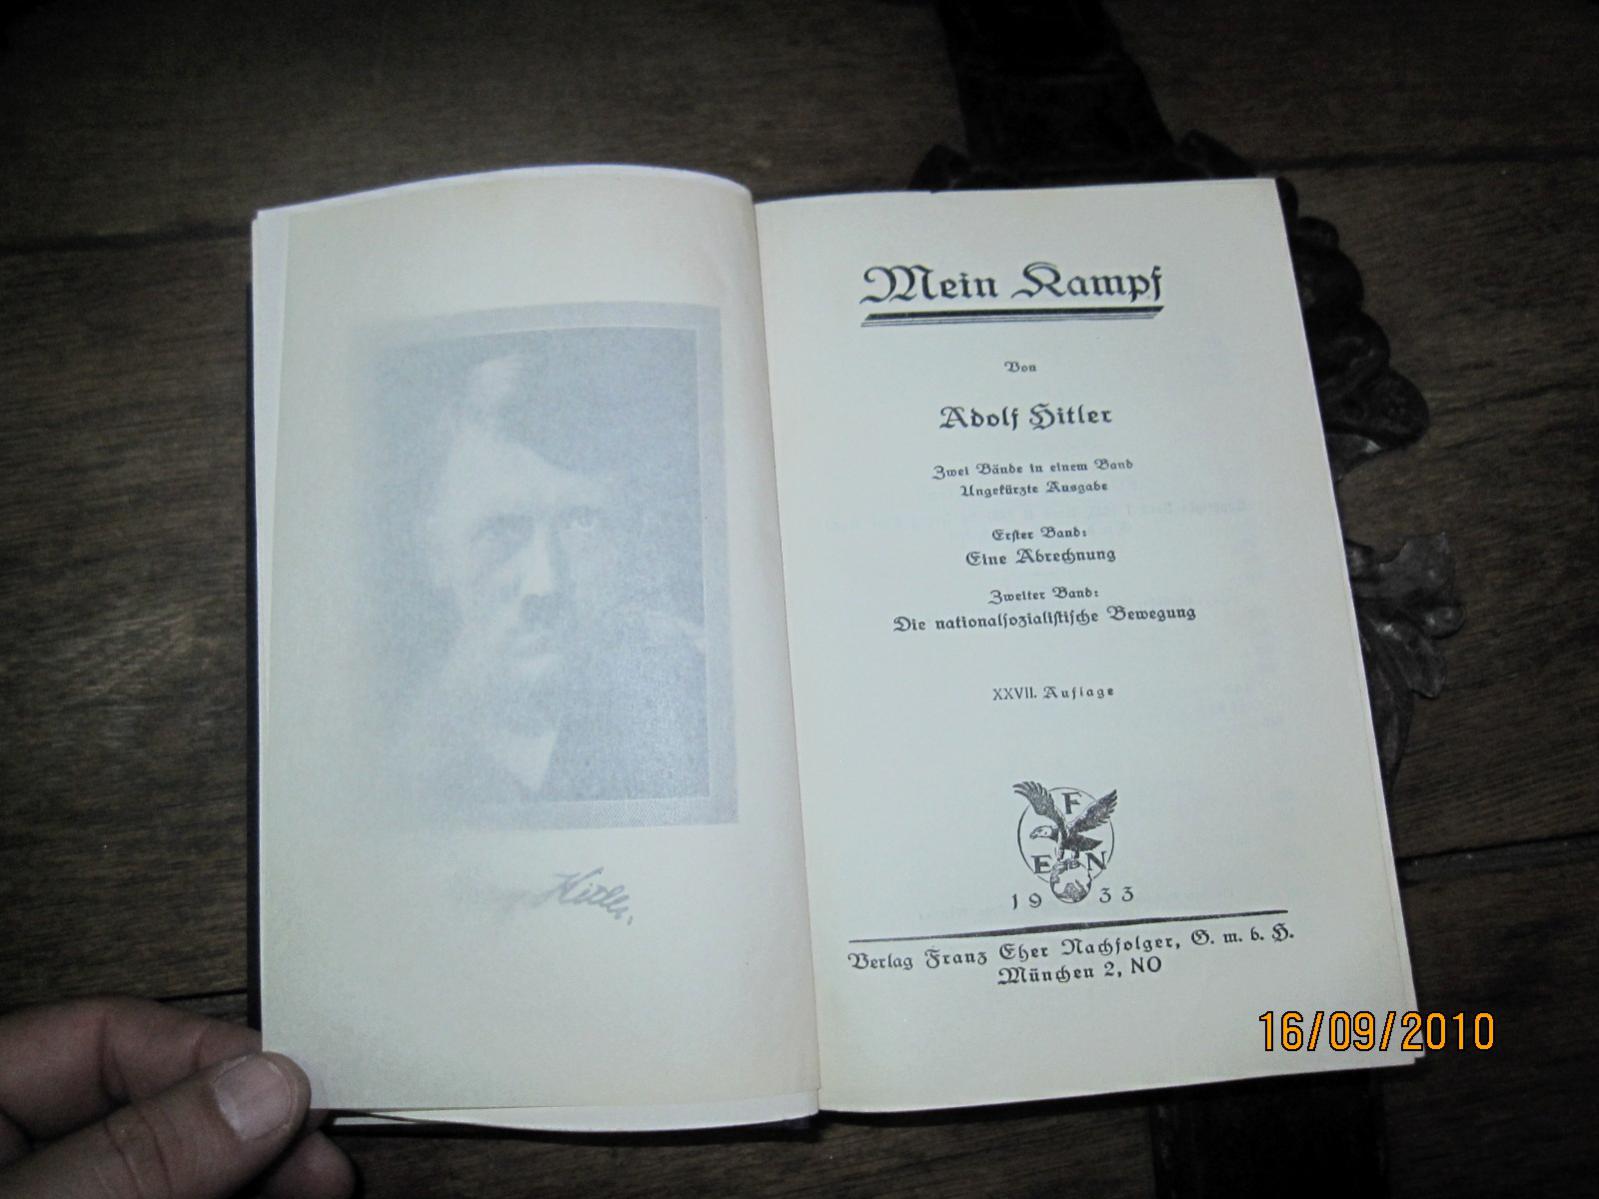 Hitler.
Mein Kampf
Von
Adolf Hitler
Zwei Bände in einem Band
Ungekürzte Ausgabe
Erster Band:
Eine Abrechnung
Zweiter Band:
Die nationalsozialistische Bewegung
XXVII. Auflage
F
E N
1933
Verlag Franz Eher Nachfolger, G. m. b. H.
München 2, NO
16/09/2010